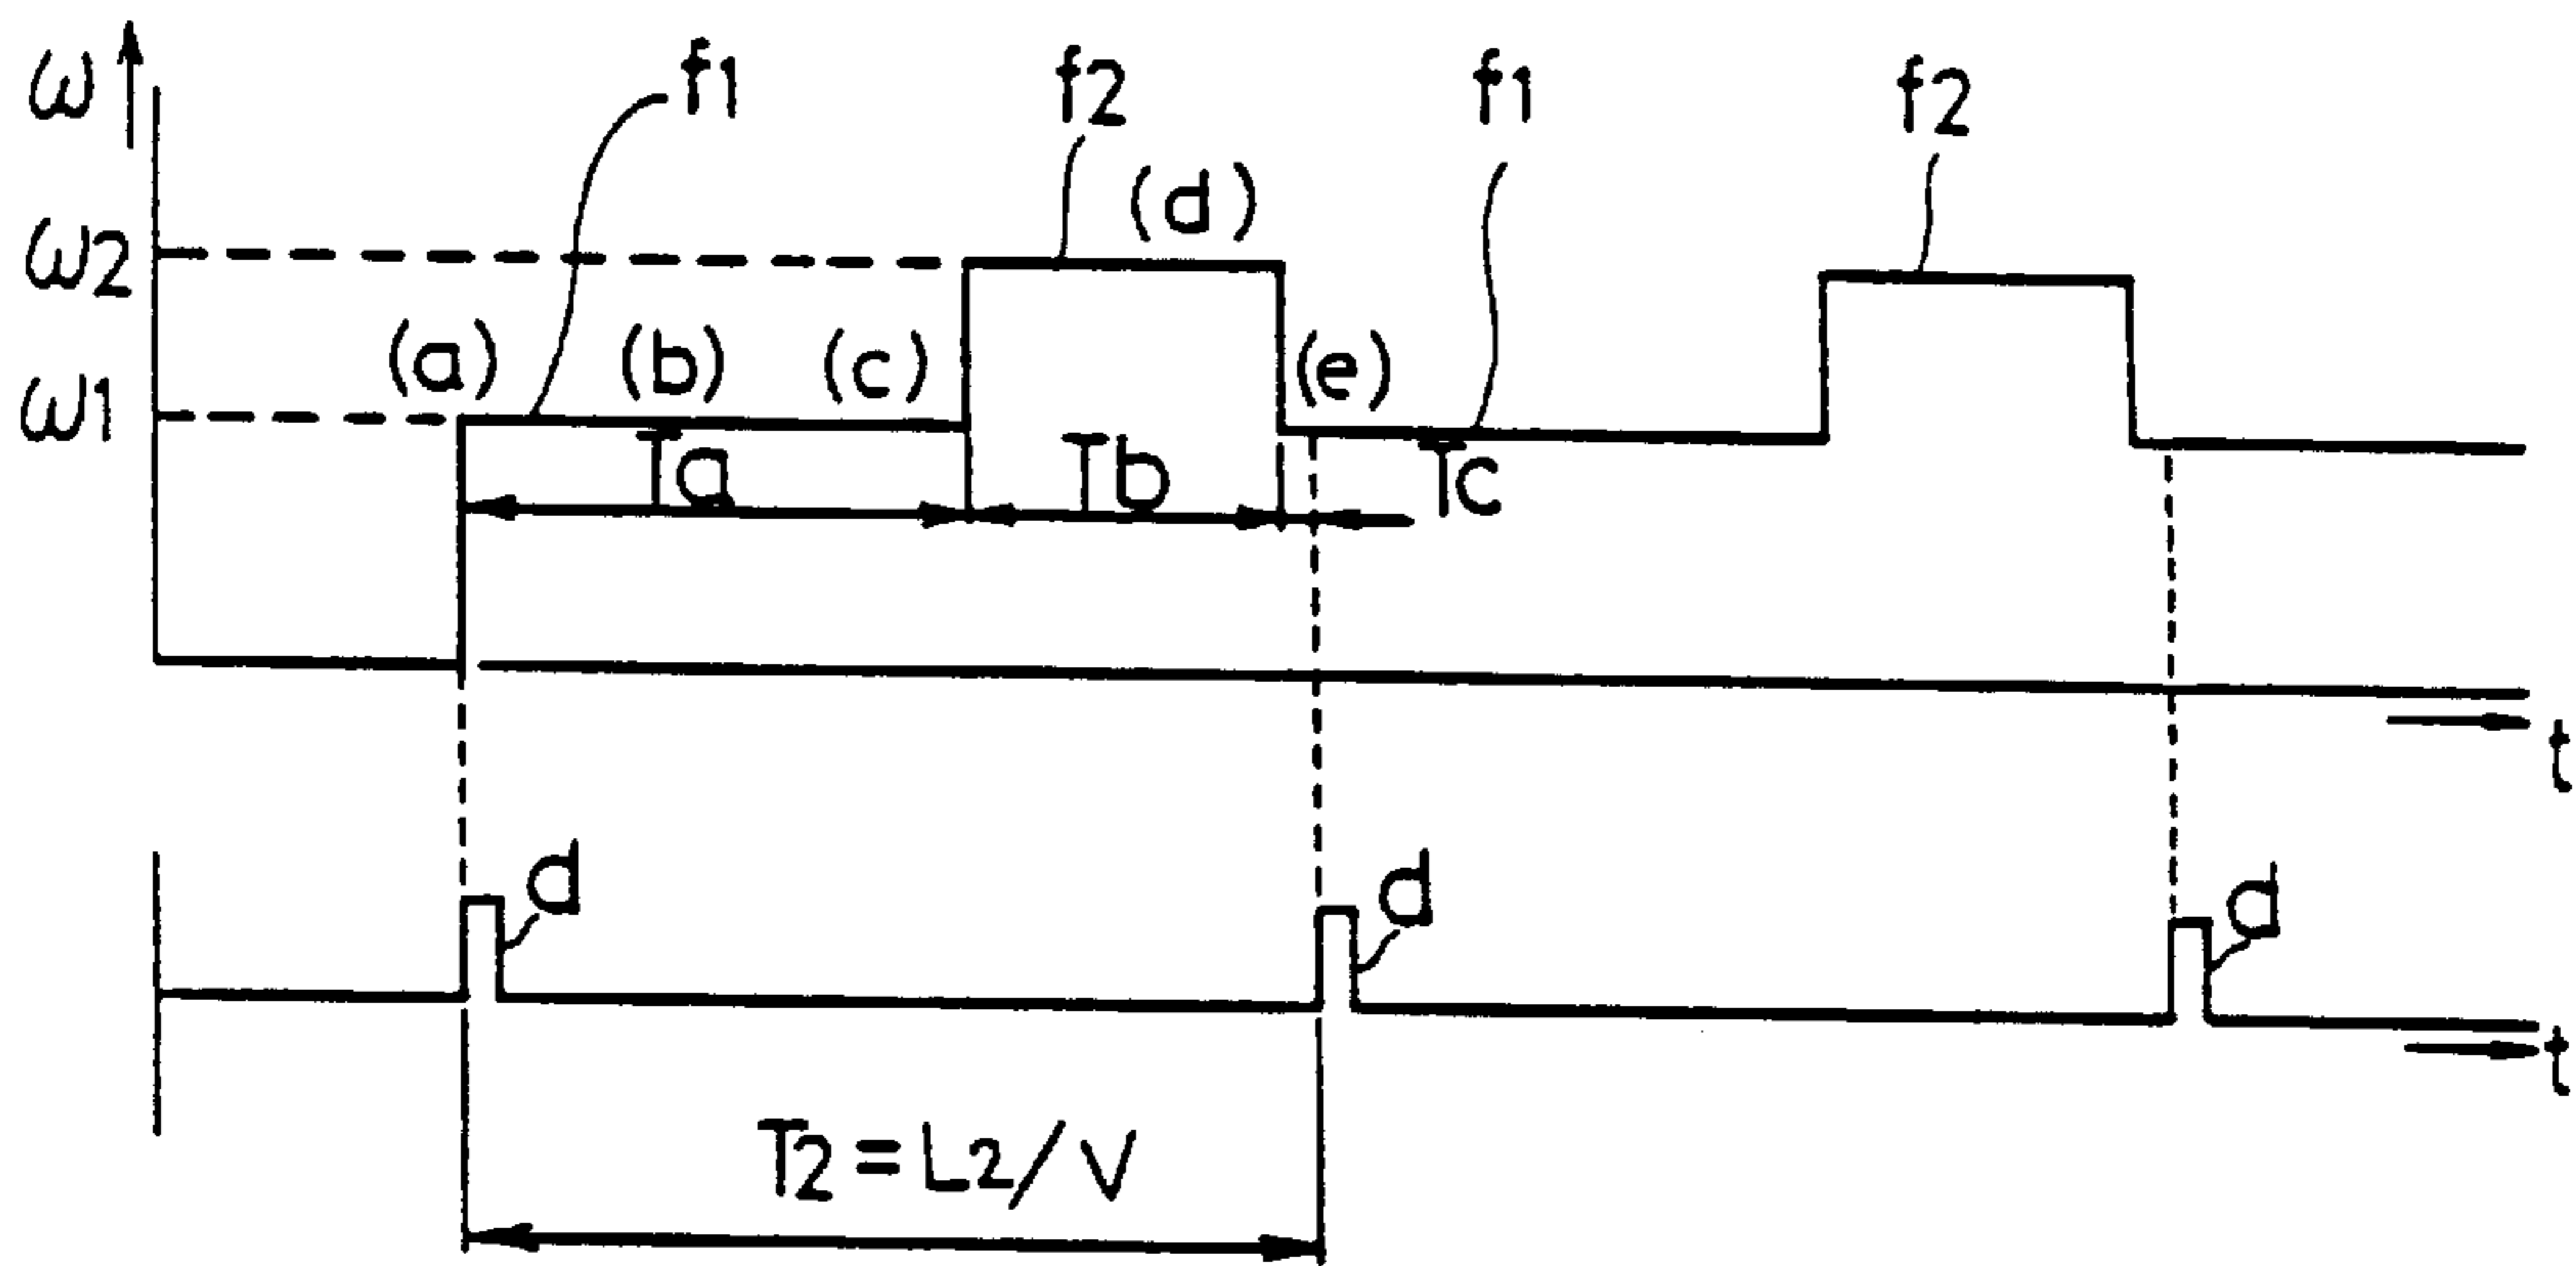 ω
f1
f2
f1
f2
(d)
ω2
(a)
(b)
(c)
(e)
ω1
Ta
Tb
Tc
t
d
d
d
t
T2=L2/V